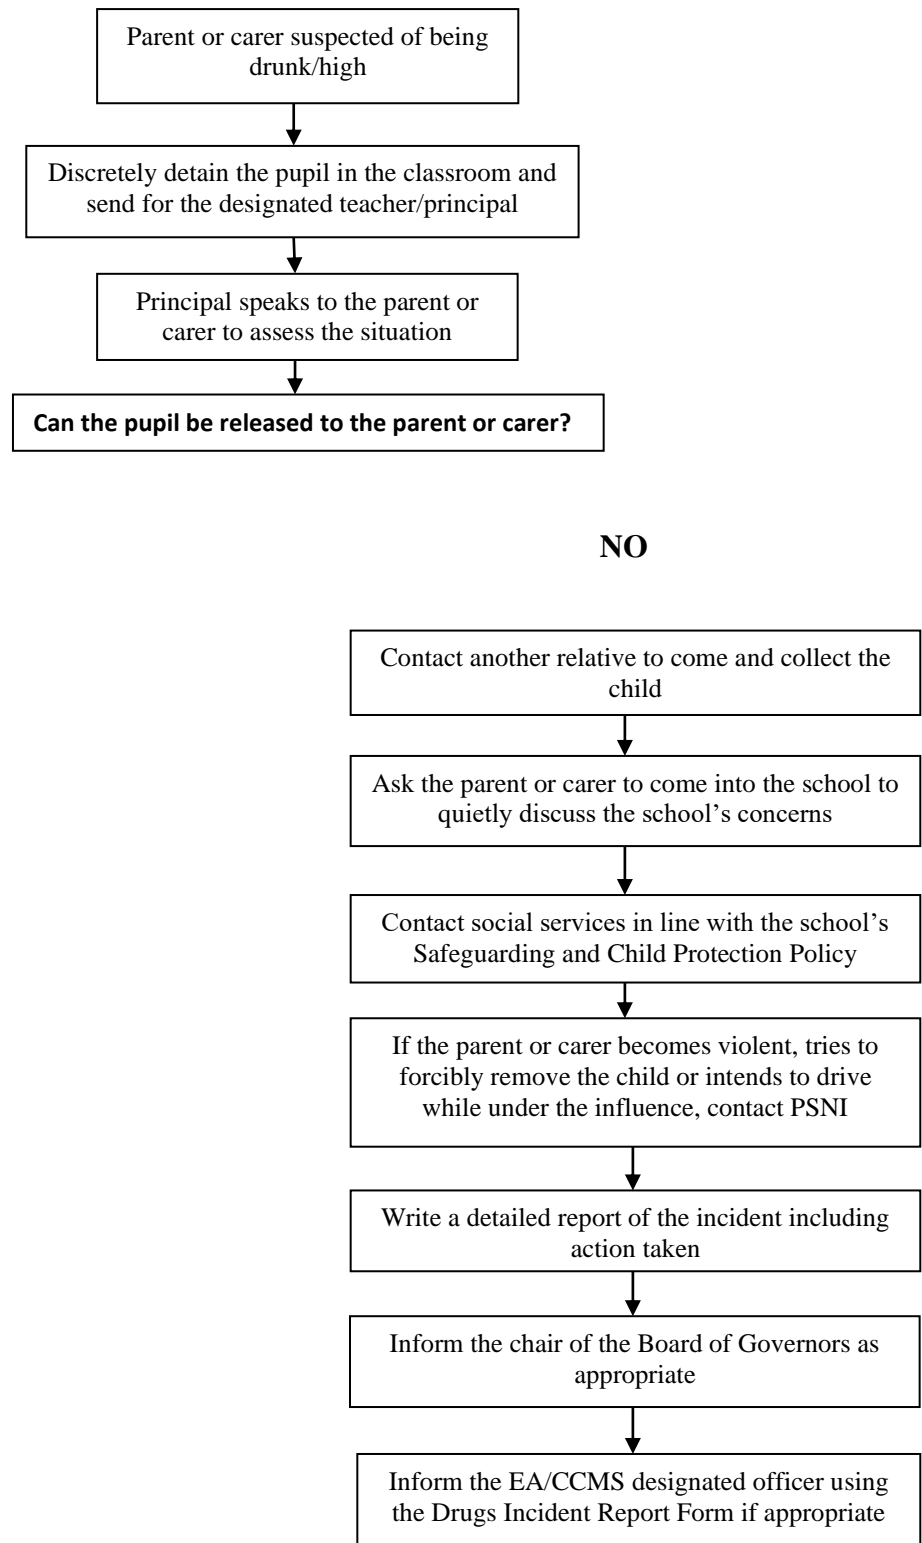 Parent or carer suspected of being
drunk/high
Discretely detain the pupil in the classroom and
send for the designated teacher/principal
Principal speaks to the parent or
carer to assess the situation
Can the pupil be released to the parent or carer?
NO
Contact another relative to come and collect the
child
Ask the parent or carer to come into the school to
quietly discuss the school’s concerns
Contact social services in line with the school’s
Safeguarding and Child Protection Policy
If the parent or carer becomes violent, tries to
forcibly remove the child or intends to drive
while under the influence, contact PSNI
Write a detailed report of the incident including
action taken
Inform the chair of the Board of Governors as
appropriate
Inform the EA/CCMS designated officer using
the Drugs Incident Report Form if appropriate